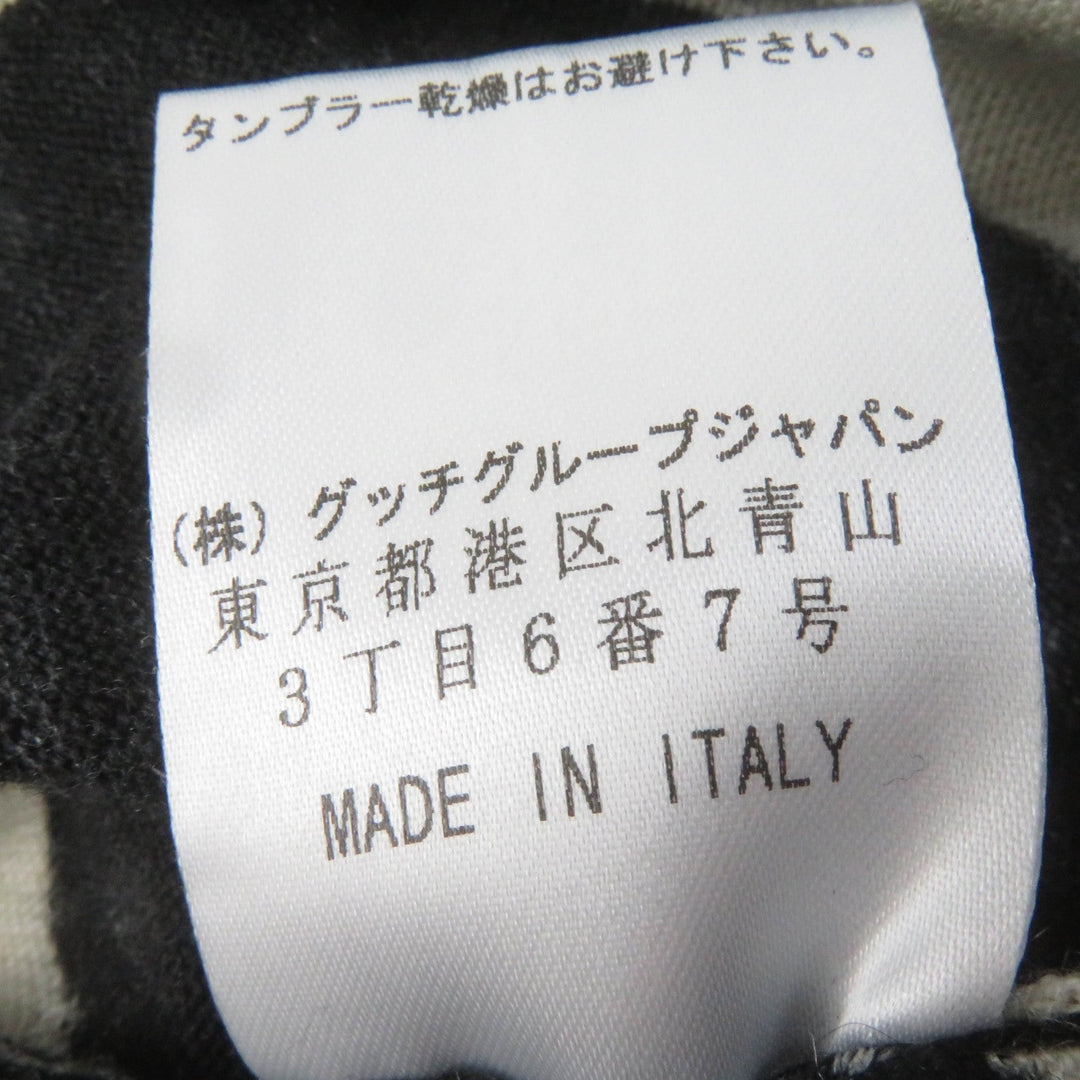 タンブラー乾燥はお避け下さい。
(株) グッチグループジャパン
東京都港区北青山
3丁目6番7号
MADE IN ITALY